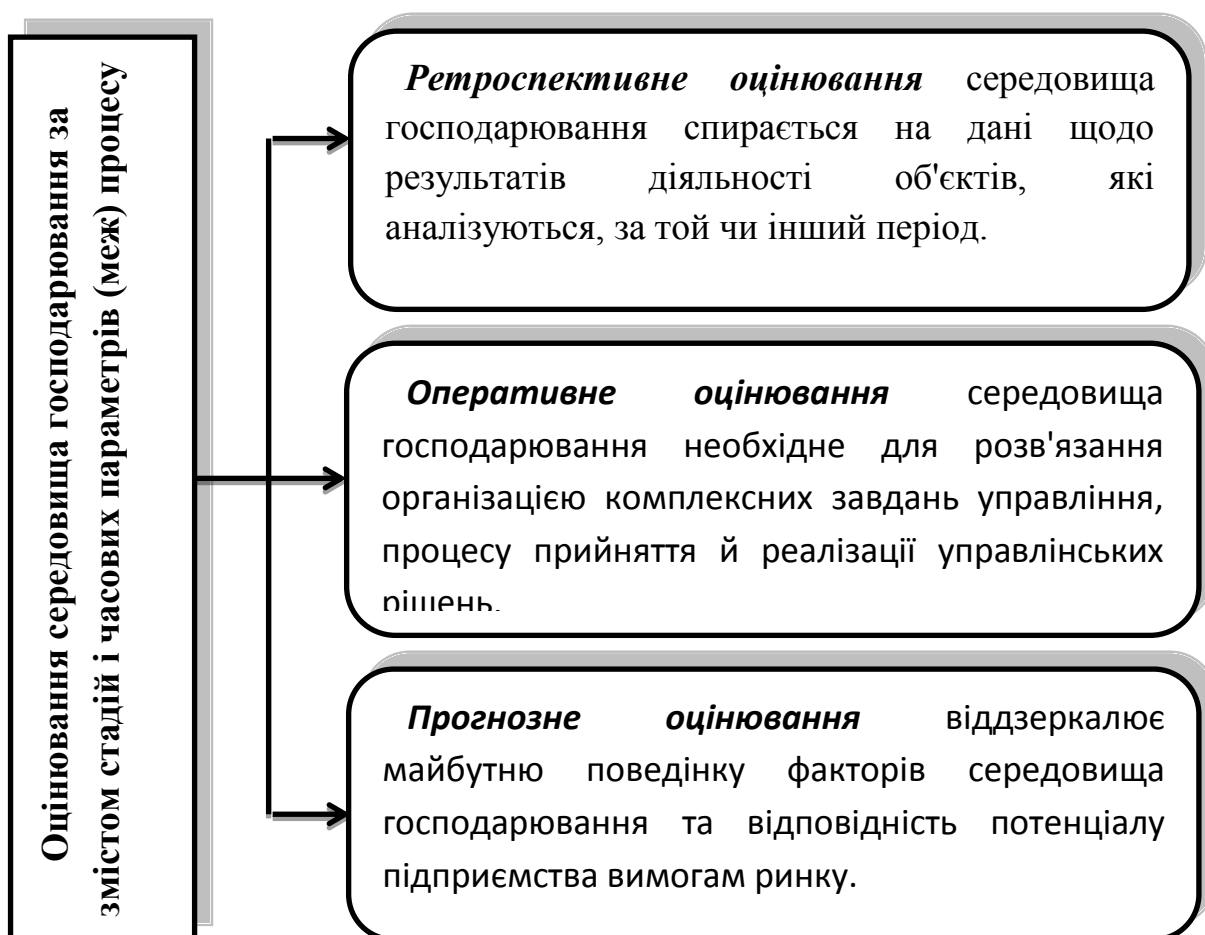 Оцінювання середовища господарювання за
змістом стадій і часових параметрів (меж) процесу
Ретроспективне оцінювання середовища
господарювання спирається на дані щодо
результатів діяльності об'єктів, які
аналізуються, за той чи інший період.
Оперативне оцінювання середовища
господарювання необхідне для розв'язання
організацією комплексних завдань управління,
процесу прийняття й реалізації управлінських
рішень.
Прогнозне оцінювання віддзеркалює
майбутню поведінку факторів середовища
господарювання та відповідність потенціалу
підприємства вимогам ринку.